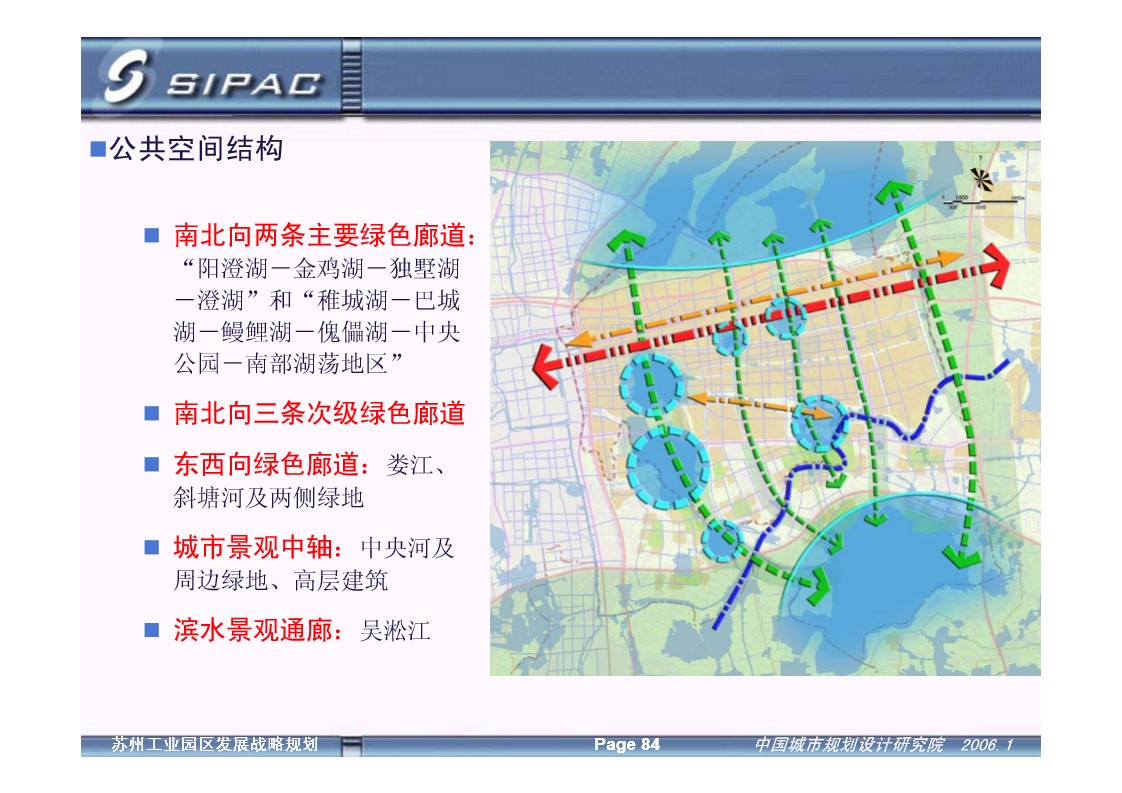 SIPAC
■公共空间结构
■ 南北向两条主要绿色廊道：
“阳澄湖－金鸡湖－独墅湖
－澄湖”和“稚城湖－巴城
湖－鳗鲤湖－傀儡湖－中央
公园－南部湖荡地区”
■ 南北向三条次级绿色廊道
■ 东西向绿色廊道：娄江、
斜塘河及两侧绿地
■ 城市景观中轴：中央河及
周边绿地、高层建筑
■ 滨水景观通廊：吴淞江
苏州工业园区发展战略规划
Page 84
中国城市规划设计研究院 2006.1